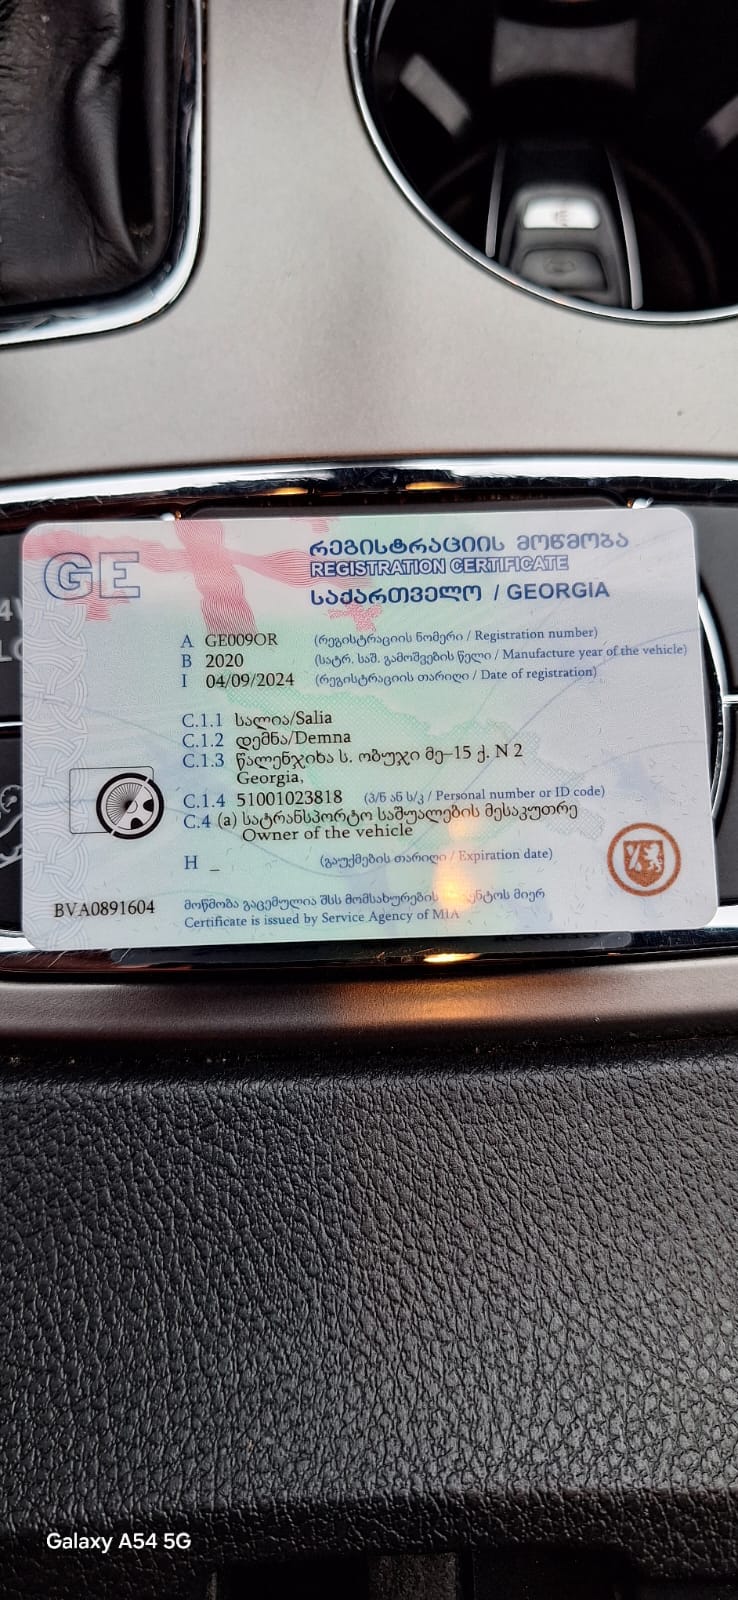 GE
რეგისტრაციის მოწმობა
REGISTRATION CERTIFICATE
საქართველო / GEORGIA
A GE009OR (რეგისტრაციის ნომერი / Registration number)
B 2020 (სატრ. საშ. გამოშვების წელი / Manufacture year of the vehicle)
I 04/09/2024 (რეგისტრაციის თარიღი / Date of registration)
C.1.1 სალია/Salia
C.1.2 დემნა/Demna
C.1.3 წალენჯიხა ს. ობუჯი მე-15 ქ. N 2
Georgia,
C.1.4 51001023818 (პ/ნ ან ს/კ / Personal number or ID code)
C.4 (a) სატრანსპორტო საშუალების მესაკუთრე
Owner of the vehicle
H _ (გაუქმების თარიღი / Expiration date)
BVA0891604
მოწმობა გაცემულია შსს მომსახურების ენტოს მიერ
Certificate is issued by Service Agency of MIA
Galaxy A54 5G